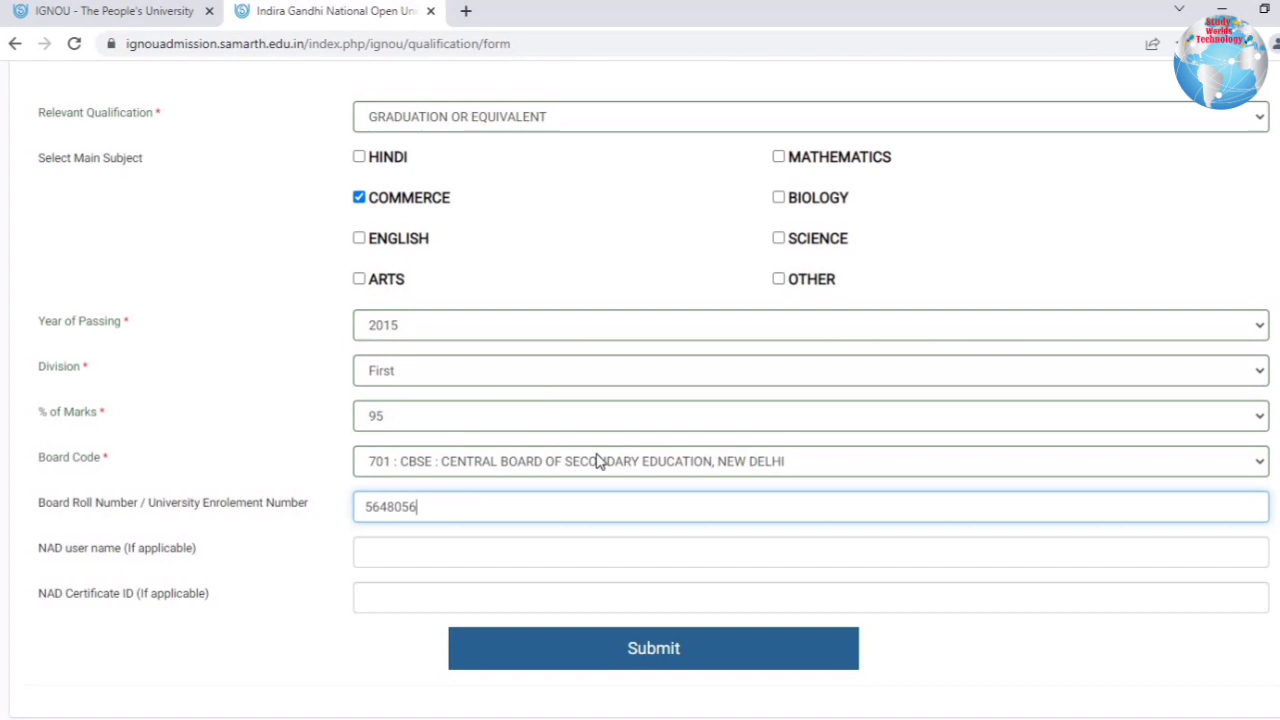 IGNOU - The People's University
Indira Gandhi National Open Uni
ignouadmission.samarth.edu.in/index.php/ignou/qualification/form
Study
Worlds
Technology
Relevant Qualification *
GRADUATION OR EQUIVALENT
Select Main Subject
HINDI
MATHEMATICS
COMMERCE
BIOLOGY
ENGLISH
SCIENCE
ARTS
OTHER
Year of Passing *
2015
Division *
First
% of Marks *
95
Board Code *
701 : CBSE : CENTRAL BOARD OF SECONDARY EDUCATION, NEW DELHI
Board Roll Number / University Enrolement Number
5648056
NAD user name (If applicable)
NAD Certificate ID (If applicable)
Submit